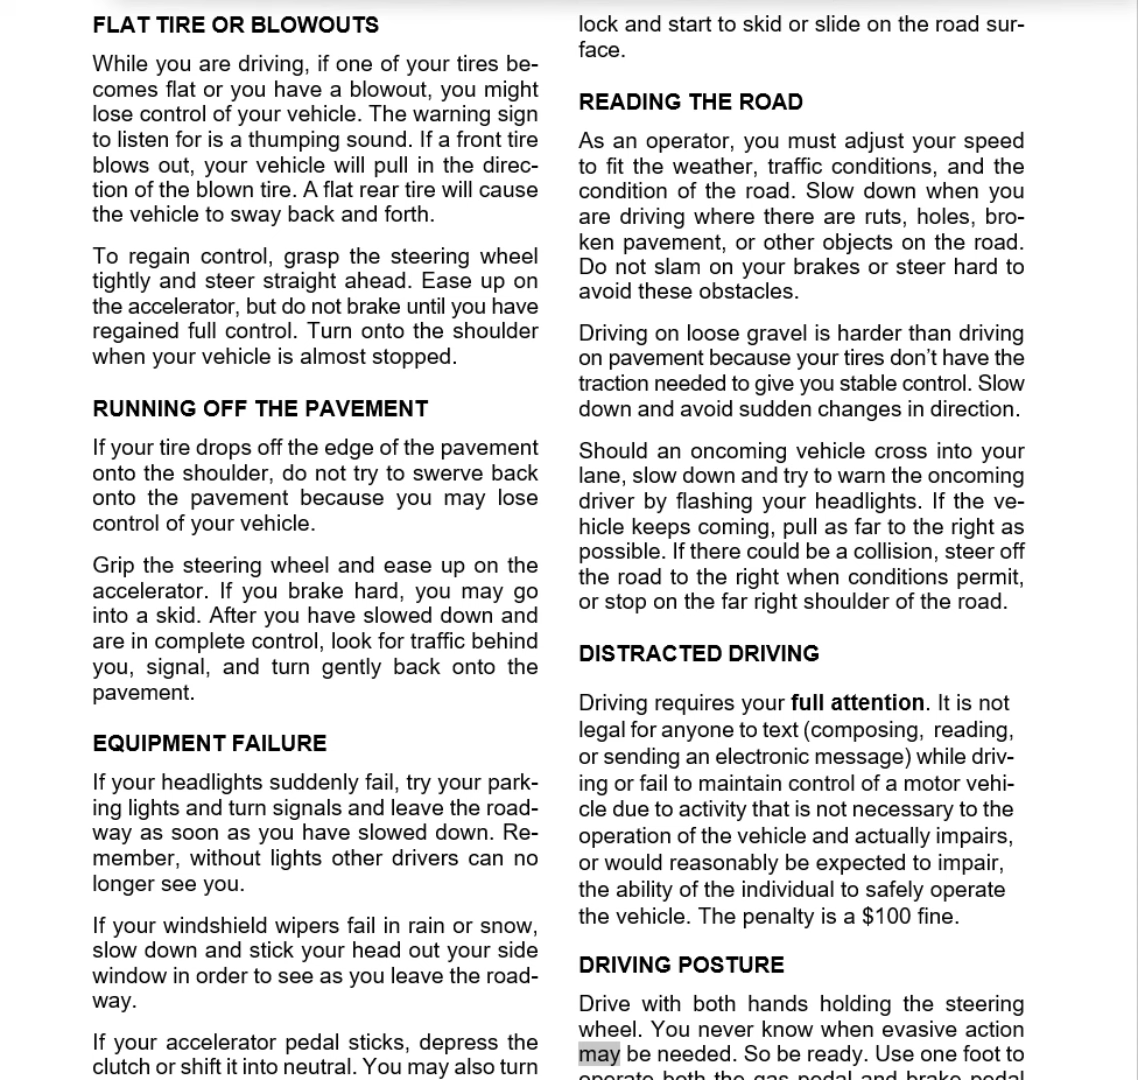 FLAT TIRE OR BLOWOUTS
While you are driving, if one of your tires be-
comes flat or you have a blowout, you might
lose control of your vehicle. The warning sign
to listen for is a thumping sound. If a front tire
blows out, your vehicle will pull in the direc-
tion of the blown tire. A flat rear tire will cause
the vehicle to sway back and forth.
To regain control, grasp the steering wheel
tightly and steer straight ahead. Ease up on
the accelerator, but do not brake until you have
regained full control. Turn onto the shoulder
when your vehicle is almost stopped.
RUNNING OFF THE PAVEMENT
If your tire drops off the edge of the pavement
onto the shoulder, do not try to swerve back
onto the pavement because you may lose
control of your vehicle.
Grip the steering wheel and ease up on the
accelerator. If you brake hard, you may go
into a skid. After you have slowed down and
are in complete control, look for traffic behind
you, signal, and turn gently back onto the
pavement.
EQUIPMENT FAILURE
If your headlights suddenly fail, try your park-
ing lights and turn signals and leave the road-
way as soon as you have slowed down. Re-
member, without lights other drivers can no
longer see you.
If your windshield wipers fail in rain or snow,
slow down and stick your head out your side
window in order to see as you leave the road-
way.
If your accelerator pedal sticks, depress the
clutch or shift it into neutral. You may also turn
lock and start to skid or slide on the road sur-
face.
READING THE ROAD
As an operator, you must adjust your speed
to fit the weather, traffic conditions, and the
condition of the road. Slow down when you
are driving where there are ruts, holes, bro-
ken pavement, or other objects on the road.
Do not slam on your brakes or steer hard to
avoid these obstacles.
Driving on loose gravel is harder than driving
on pavement because your tires don't have the
traction needed to give you stable control. Slow
down and avoid sudden changes in direction.
Should an oncoming vehicle cross into your
lane, slow down and try to warn the oncoming
driver by flashing your headlights. If the ve-
hicle keeps coming, pull as far to the right as
possible. If there could be a collision, steer off
the road to the right when conditions permit,
or stop on the far right shoulder of the road.
DISTRACTED DRIVING
Driving requires your full attention. It is not
legal for anyone to text (composing, reading,
or sending an electronic message) while driv-
ing or fail to maintain control of a motor vehi-
cle due to activity that is not necessary to the
operation of the vehicle and actually impairs,
or would reasonably be expected to impair,
the ability of the individual to safely operate
the vehicle. The penalty is a $100 fine.
DRIVING POSTURE
Drive with both hands holding the steering
wheel. You never know when evasive action
may be needed. So be ready. Use one foot to
operate both the gas pedal and brake pedal